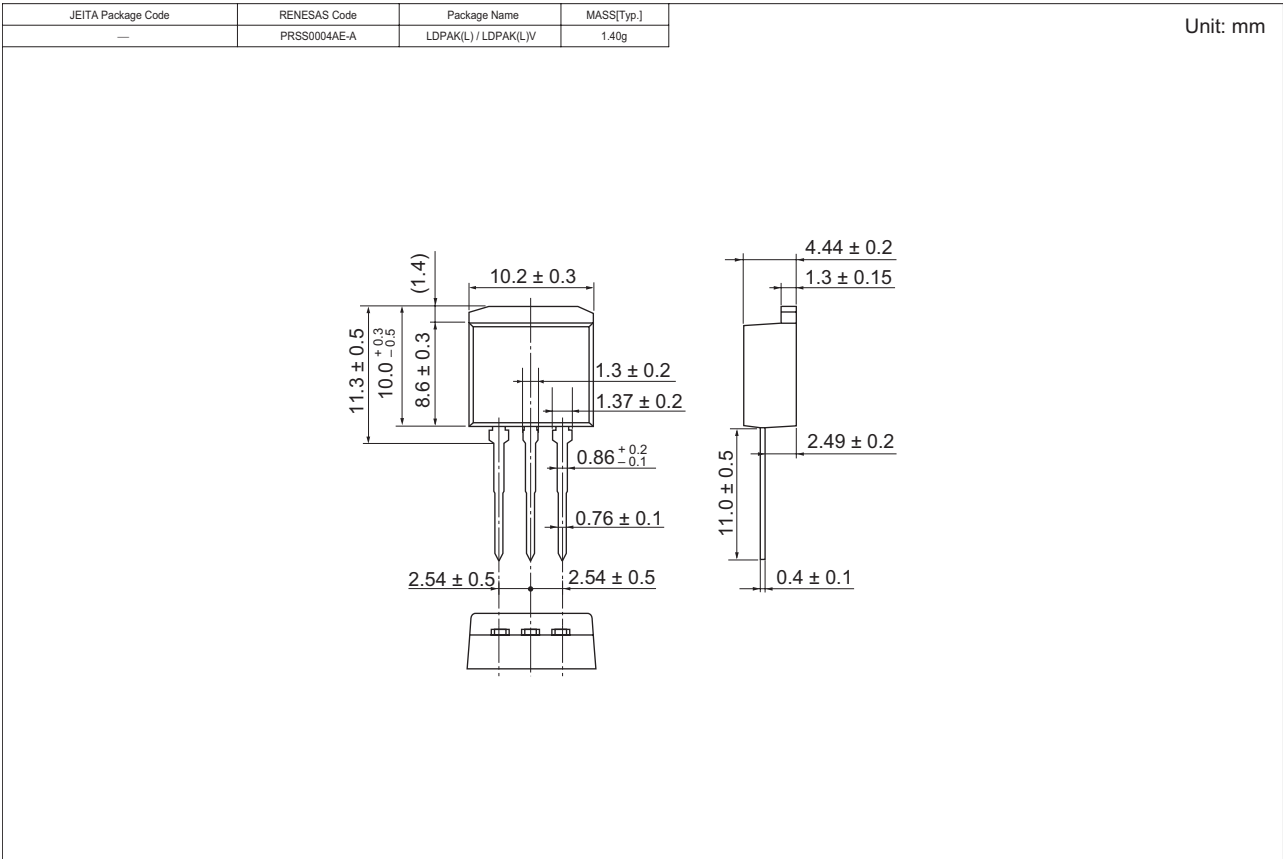 JEITA Package Code RENESAS Code Package Name MASS[Typ.]
— PRSS0004AE-A LDPAK(L) / LDPAK(L)V 1.40g
Unit: mm
4.44 ± 0.2
1.3 ± 0.15
(1.4)
10.2 ± 0.3
11.3 ± 0.5
10.0 + 0.3 – 0.5
8.6 ± 0.3
1.3 ± 0.2
1.37 ± 0.2
2.49 ± 0.2
0.86 + 0.2 – 0.1
11.0 ± 0.5
0.76 ± 0.1
2.54 ± 0.5
2.54 ± 0.5
0.4 ± 0.1